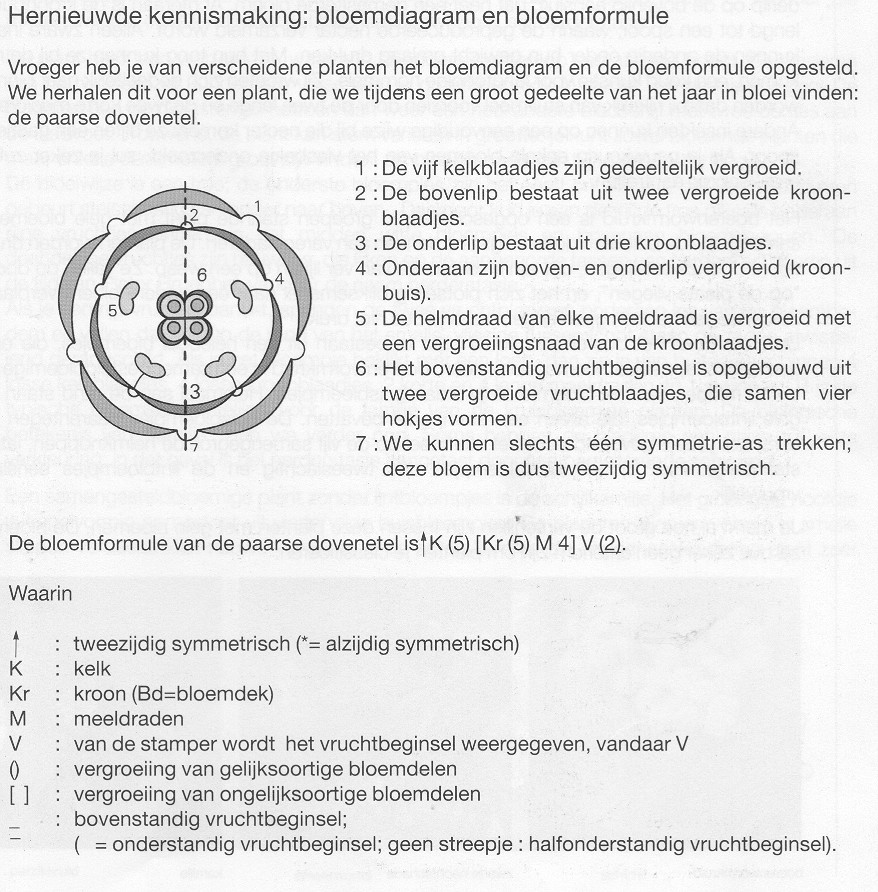 Hernieuwde kennismaking: bloemdiagram en bloemformule
Vroeger heb je van verscheidene planten het bloemdiagram en de bloemformule opgesteld.
We herhalen dit voor een plant, die we tijdens een groot gedeelte van het jaar in bloei vinden:
de paarse dovenetel.
1
2
6
4
5
3
7
1 : De vijf kelkblaadjes zijn gedeeltelijk vergroeid.
2 : De bovenlip bestaat uit twee vergroeide kroon-
blaadjes.
3 : De onderlip bestaat uit drie kroonblaadjes.
4 : Onderaan zijn boven- en onderlip vergroeid (kroon-
buis).
5 : De helmdraad van elke meeldraad is vergroeid met
een vergroeiingsnaad van de kroonblaadjes.
6 : Het bovenstandig vruchtbeginsel is opgebouwd uit
twee vergroeide vruchtblaadjes, die samen vier
hokjes vormen.
7 : We kunnen slechts één symmetrie-as trekken;
deze bloem is dus tweezijdig symmetrisch.
De bloemformule van de paarse dovenetel is ↑ K (5) [Kr (5) M 4] V (2).
Waarin
↑ : tweezijdig symmetrisch (*= alzijdig symmetrisch)
K : kelk
Kr : kroon (Bd=bloemdek)
M : meeldraden
V : van de stamper wordt het vruchtbeginsel weergegeven, vandaar V
() : vergroeiing van gelijksoortige bloemdelen
[ ] : vergroeiing van ongelijksoortige bloemdelen
_ : bovenstandig vruchtbeginsel;
‾ ( = onderstandig vruchtbeginsel; geen streepje : halfonderstandig vruchtbeginsel).